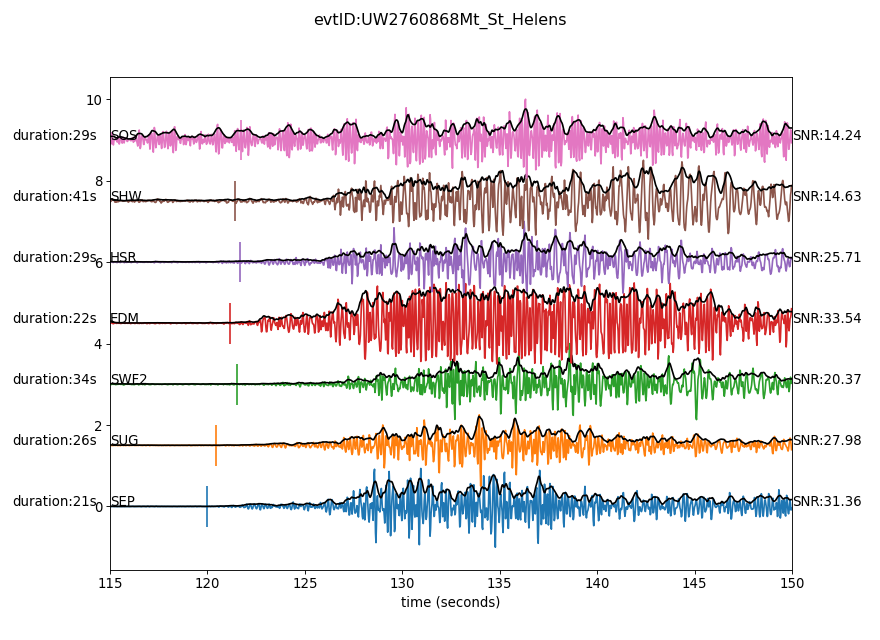 evtID:UW2760868Mt_St_Helens
10
duration:29s SOS SNR:14.24
8
duration:41s SHW SNR:14.63
duration:29s HSR SNR:25.71
6
duration:22s EDM SNR:33.54
4
duration:34s SWF2 SNR:20.37
2
duration:26s SUG SNR:27.98
duration:21s SEP SNR:31.36
0
115 120 125 130 135 140 145 150
time (seconds)